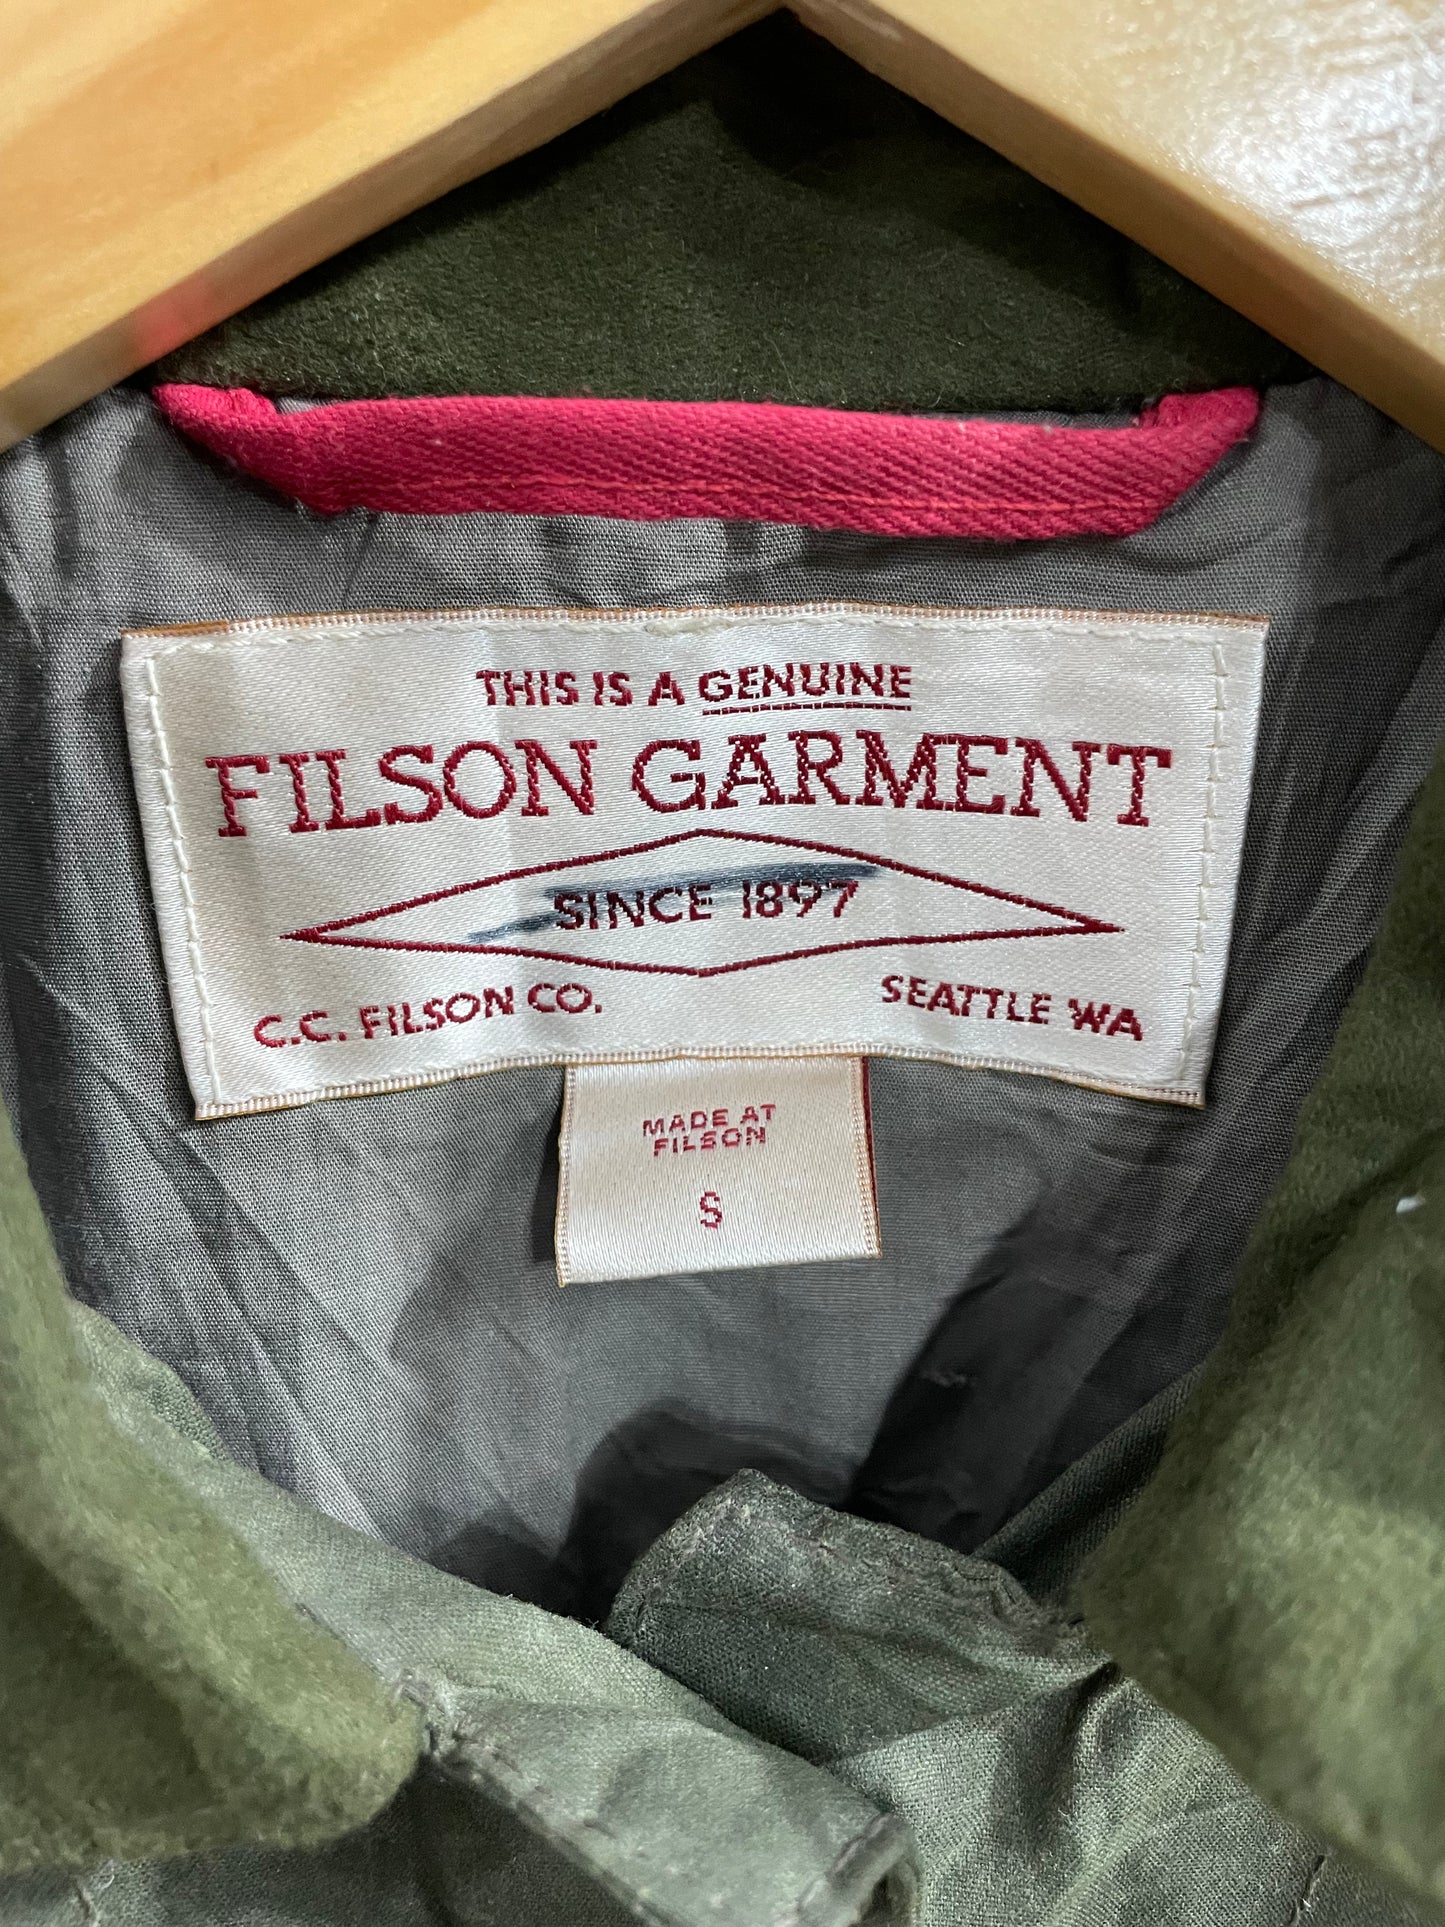 THIS IS A GENUINE
FILSON GARMENT
SINCE 1897
C.C. FILSON CO. SEATTLE WA
MADE AT
FILSON
S